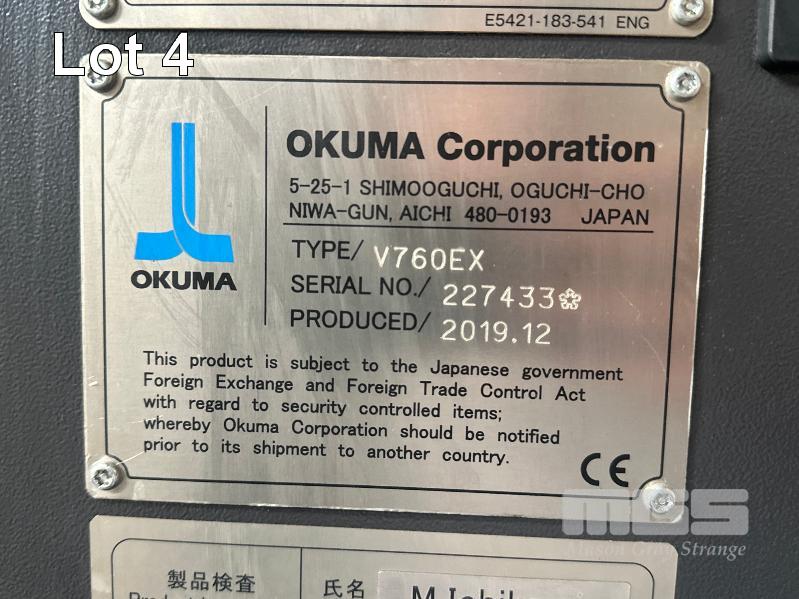 E5421-183-541 ENG
Lot 4
OKUMA Corporation
5-25-1 SHIMOOGUCHI, OGUCHI-CHO
NIWA-GUN, AICHI 480-0193 JAPAN
OKUMA
TYPE/ V760EX
SERIAL NO./ 227433
PRODUCED/ 2019.12
This product is subject to the Japanese government
Foreign Exchange and Foreign Trade Control Act
with regard to security controlled items;
whereby Okuma Corporation should be notified
prior to its shipment to another country.
CE
MGS
Mason Gray Strange
製品検査
氏名